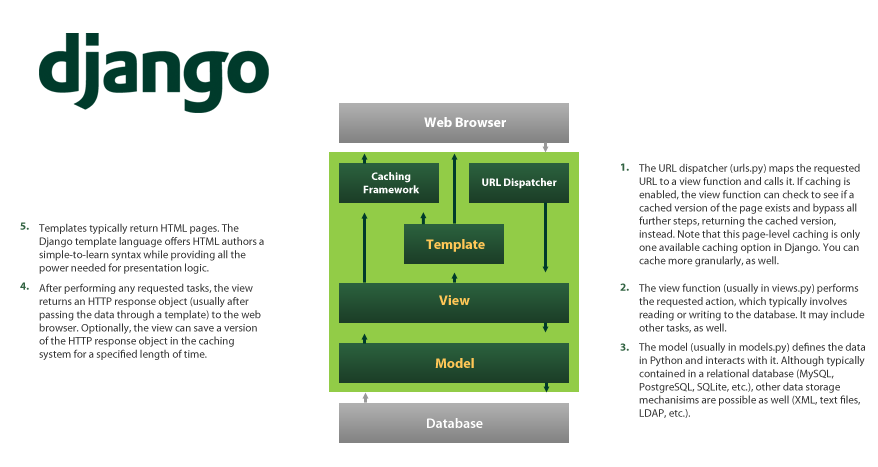 django
Web Browser
Caching
Framework
URL Dispatcher
Template
View
Model
Database
1. The URL dispatcher (urls.py) maps the requested
URL to a view function and calls it. If caching is
enabled, the view function can check to see if a
cached version of the page exists and bypass all
further steps, returning the cached version,
instead. Note that this page-level caching is only
one available caching option in Django. You can
cache more granularly, as well.
2. The view function (usually in views.py) performs
the requested action, which typically involves
reading or writing to the database. It may include
other tasks, as well.
3. The model (usually in models.py) defines the data
in Python and interacts with it. Although typically
contained in a relational database (MySQL,
PostgreSQL, SQLite, etc.), other data storage
mechanisims are possible as well (XML, text files,
LDAP, etc.).
5. Templates typically return HTML pages. The
Django template language offers HTML authors a
simple-to-learn syntax while providing all the
power needed for presentation logic.
4. After performing any requested tasks, the view
returns an HTTP response object (usually after
passing the data through a template) to the web
browser. Optionally, the view can save a version
of the HTTP response object in the caching
system for a specified length of time.